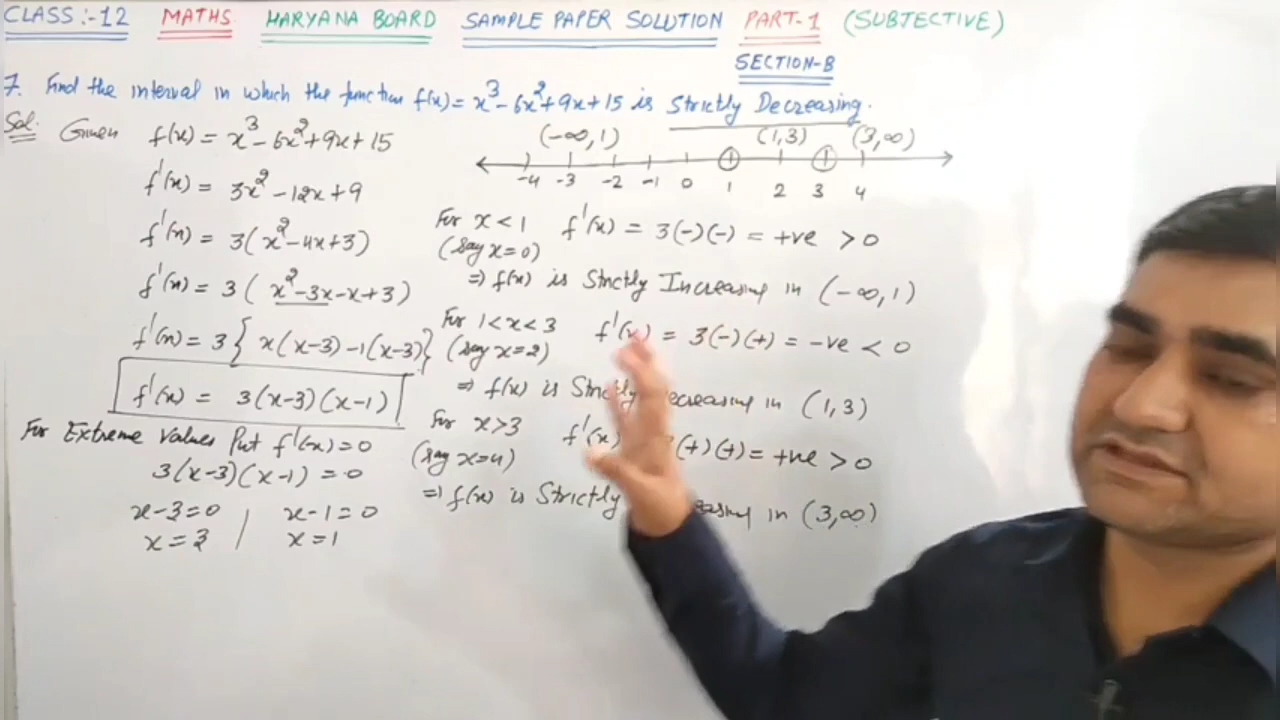 CLASS:-12 MATHS HARYANA BOARD SAMPLE PAPER SOLUTION PART-1 (SUBJECTIVE)
SECTION-B
7. Find the interval in which the function f(x) = x³ - 6x² + 9x + 15 is Strictly Decreasing.
Sol. Given f(x) = x³ - 6x² + 9x + 15
f'(x) = 3x² - 12x + 9
f'(x) = 3(x² - 4x + 3)
f'(x) = 3(x² - 3x - x + 3)
f'(x) = 3{x(x-3) - 1(x-3)}
f'(x) = 3(x-3)(x-1)
For Extreme Values Put f'(x) = 0
3(x-3)(x-1) = 0
x-3=0 / x-1=0
x=3 / x=1
(-∞,1) (1,3) (3,∞)
-4 -3 -2 -1 0 1 2 3 4
For x<1 f'(x) = 3(-)(-) = +ve > 0
(say x=0)
⇒ f(x) is Strictly Increasing in (-∞,1)
For 1<x<3 f'(x) = 3(-)(+) = -ve < 0
(say x=2)
⇒ f(x) is Strictly ecreasing in (1,3)
For x>3 f'(x) (+)(+) = +ve > 0
(say x=4)
⇒ f(x) is Strictly easing in (3,∞)